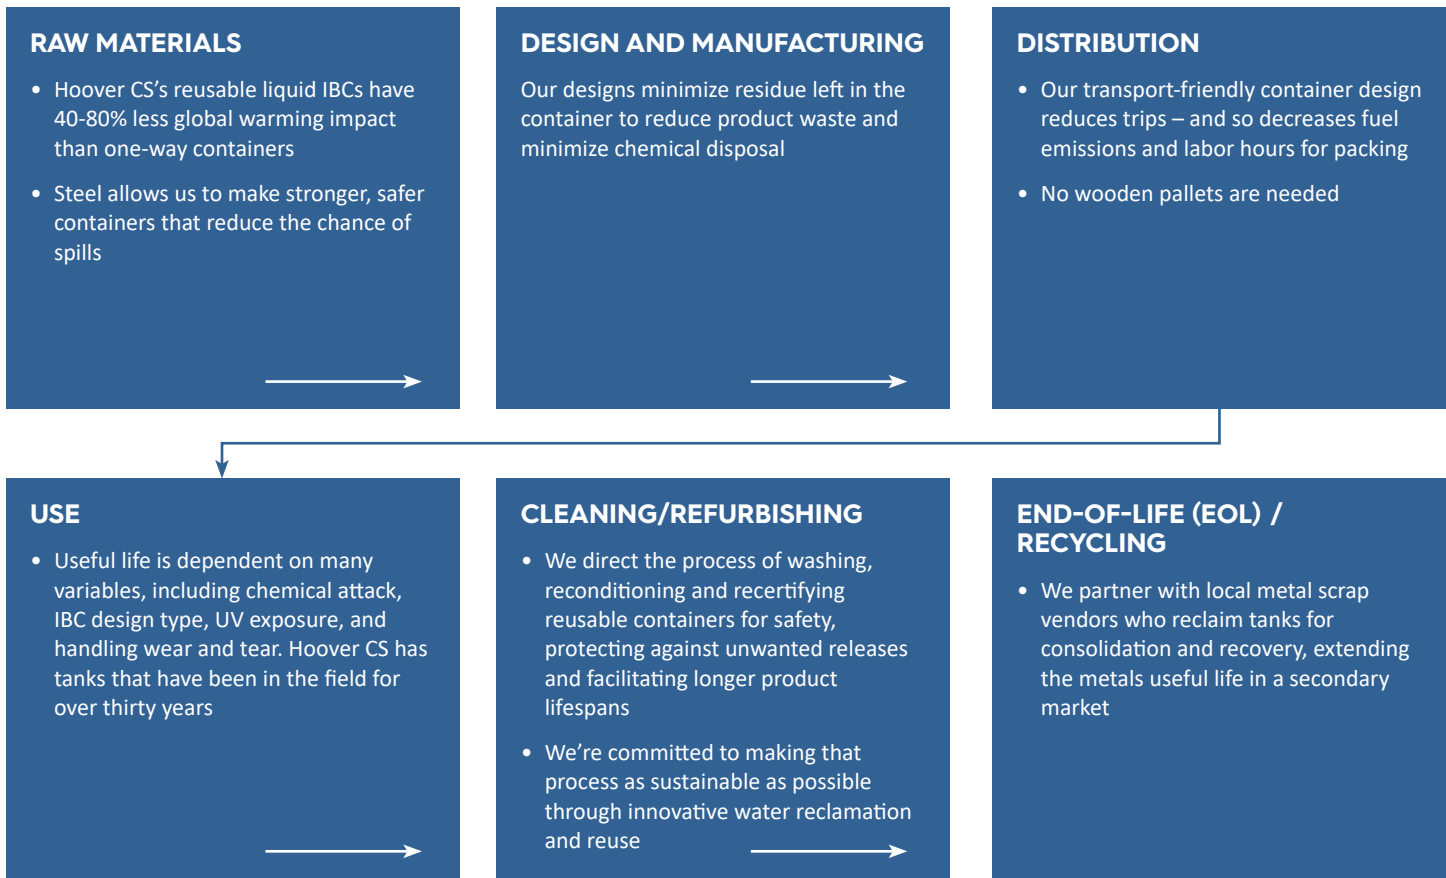 RAW MATERIALS
• Hoover CS’s reusable liquid IBCs have
40-80% less global warming impact
than one-way containers
• Steel allows us to make stronger, safer
containers that reduce the chance of
spills
DESIGN AND MANUFACTURING
Our designs minimize residue left in the
container to reduce product waste and
minimize chemical disposal
DISTRIBUTION
• Our transport-friendly container design
reduces trips – and so decreases fuel
emissions and labor hours for packing
• No wooden pallets are needed
USE
• Useful life is dependent on many
variables, including chemical attack,
IBC design type, UV exposure, and
handling wear and tear. Hoover CS has
tanks that have been in the field for
over thirty years
CLEANING/REFURBISHING
• We direct the process of washing,
reconditioning and recertifying
reusable containers for safety,
protecting against unwanted releases
and facilitating longer product
lifespans
• We’re committed to making that
process as sustainable as possible
through innovative water reclamation
and reuse
END-OF-LIFE (EOL) /
RECYCLING
• We partner with local metal scrap
vendors who reclaim tanks for
consolidation and recovery, extending
the metals useful life in a secondary
market